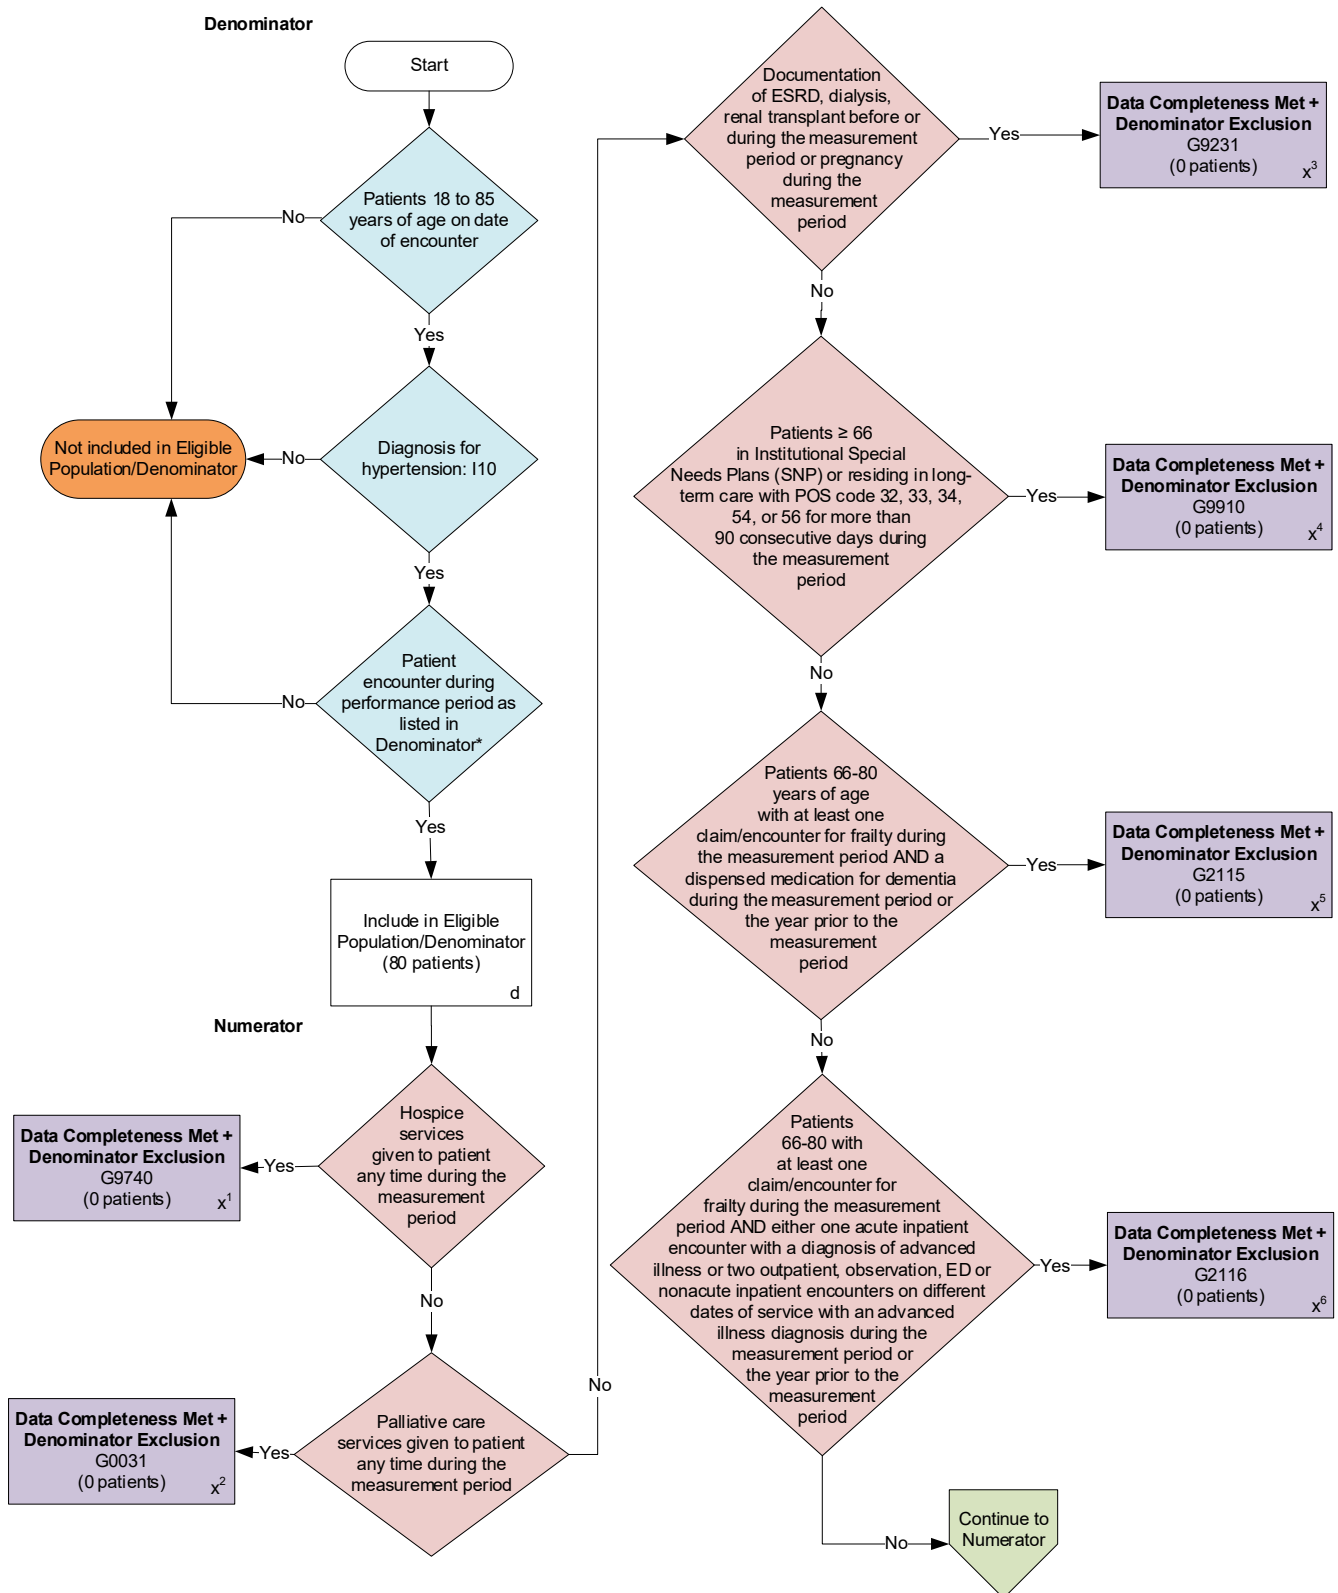 Denominator
Start
Patients 18 to 85
years of age on date
of encounter
No
Yes
Not included in Eligible
Population/Denominator
No
Diagnosis for
hypertension: I10
Yes
No
Patient
encounter during
performance period as
listed in
Denominator*
Yes
Include in Eligible
Population/Denominator
(80 patients)
d
Numerator
Hospice
services
given to patient
any time during the
measurement
period
Yes
Data Completeness Met +
Denominator Exclusion
G9740
(0 patients)
x1
No
Palliative care
services given to patient
any time during the
measurement period
Yes
Data Completeness Met +
Denominator Exclusion
G0031
(0 patients)
x2
No
Documentation
of ESRD, dialysis,
renal transplant before or
during the measurement
period or pregnancy
during the
measurement
period
Yes
Data Completeness Met +
Denominator Exclusion
G9231
(0 patients)
x3
No
Patients ≥ 66
in Institutional Special
Needs Plans (SNP) or residing in long-
term care with POS code 32, 33, 34,
54, or 56 for more than
90 consecutive days during
the measurement
period
Yes
Data Completeness Met +
Denominator Exclusion
G9910
(0 patients)
x4
No
Patients 66-80
years of age
with at least one
claim/encounter for frailty during
the measurement period AND a
dispensed medication for dementia
during the measurement period or
the year prior to the
measurement
period
Yes
Data Completeness Met +
Denominator Exclusion
G2115
(0 patients)
x5
No
Patients
66-80 with
at least one
claim/encounter for
frailty during the measurement
period AND either one acute inpatient
encounter with a diagnosis of advanced
illness or two outpatient, observation, ED or
nonacute inpatient encounters on different
dates of service with an advanced
illness diagnosis during the
measurement period or
the year prior to the
measurement
period
Yes
Data Completeness Met +
Denominator Exclusion
G2116
(0 patients)
x6
No
Continue to
Numerator